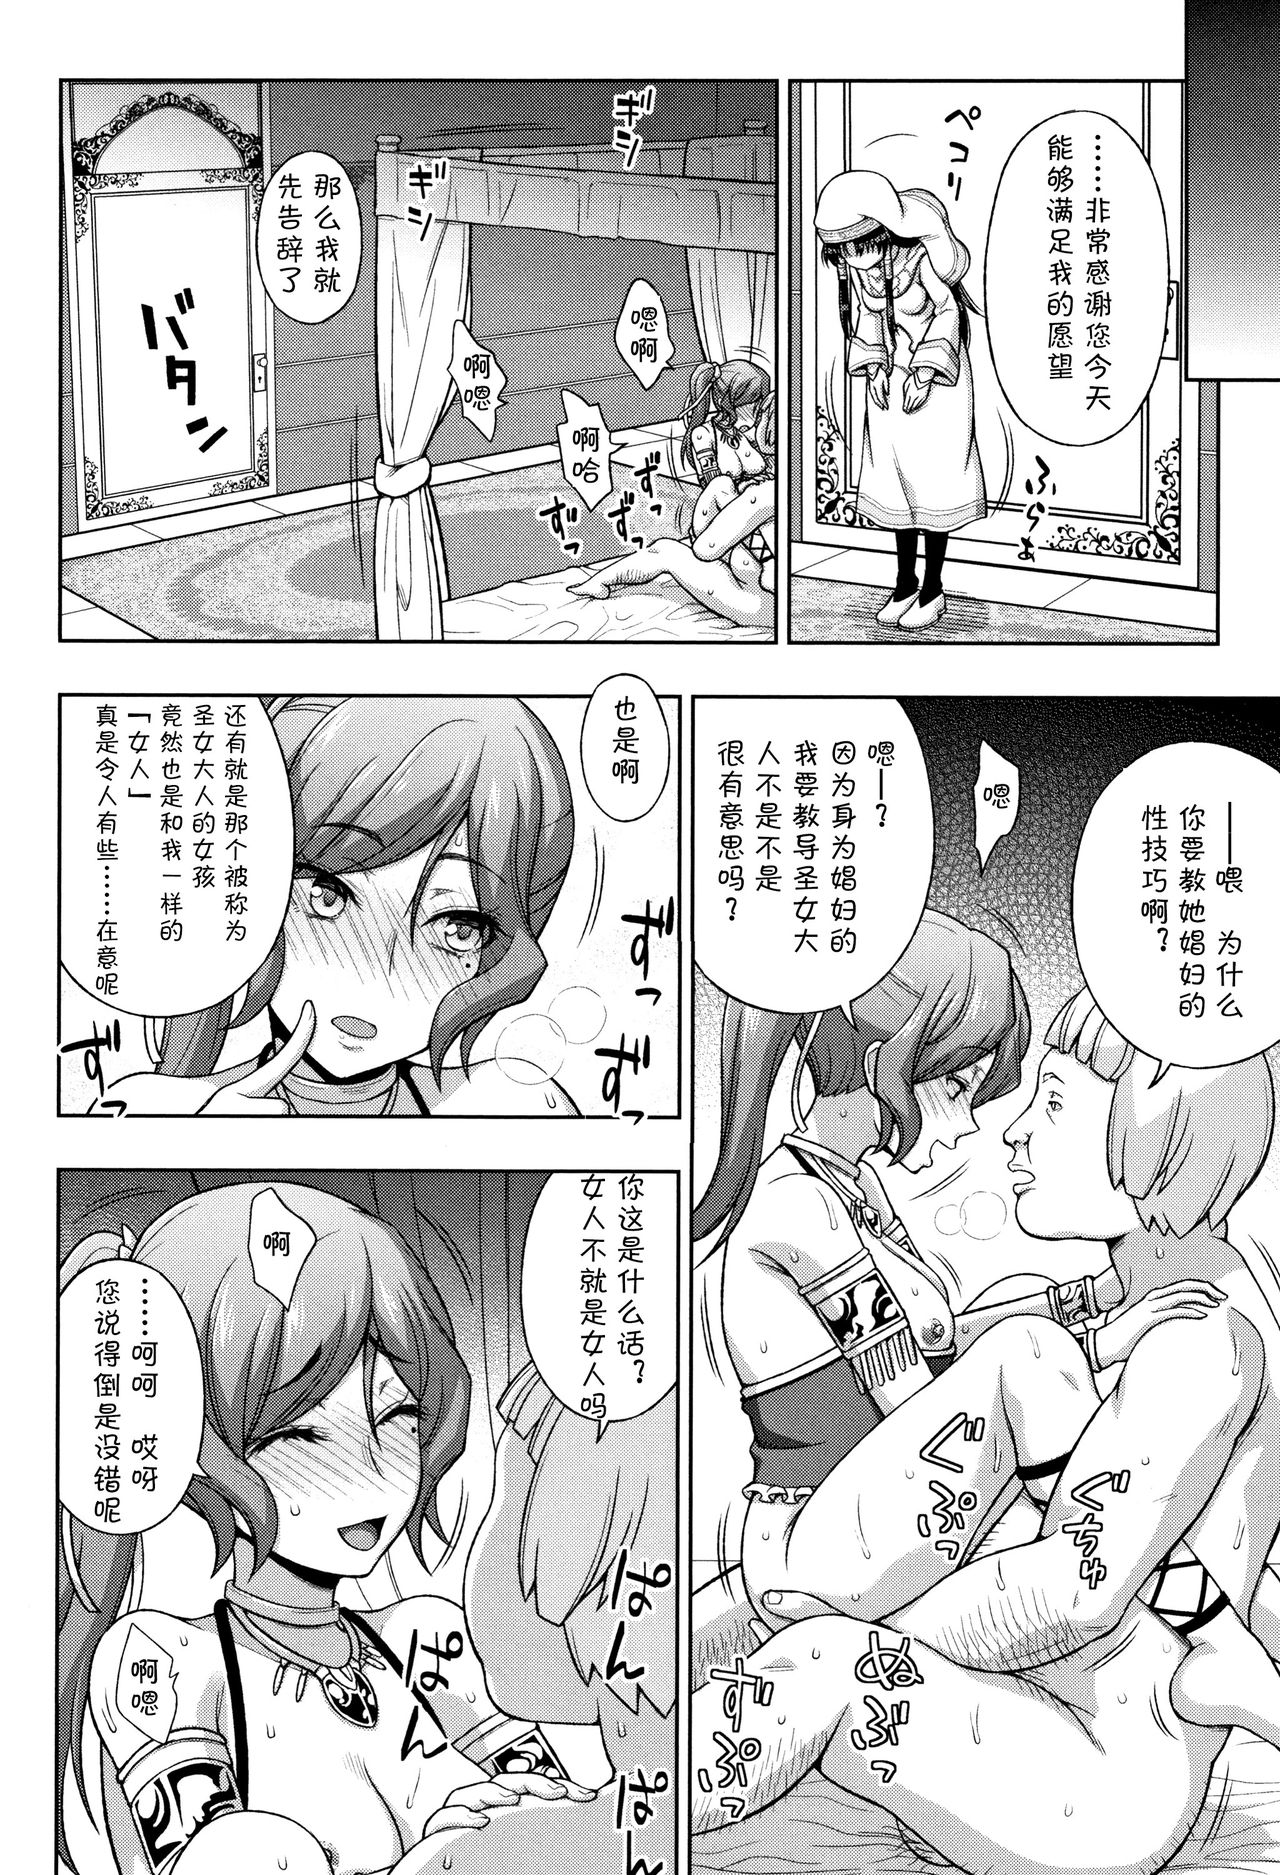 ……非常感谢您今天
能够满足我的愿望
ペコリ
ふらぁ
ギシ
ギシ
那么我就
先告辞了
嗯啊
啊嗯
啊哈
ずっ
ずっ
ずっ
バタン
——喂 为什么
你要教她娼妇的
性技巧啊?
嗯
嗯—?
因为身为娼妇的
我要教导圣女大
人不是不是
很有意思吗?
ぐぷっ
ぐちゅ
ぬぷっ
ずぷっ
也是啊
还有就是那个被称为
圣女大人的女孩
竟然也是和我一样的
「女人」
真是令人有些……在意呢
ずっ
ずっ
ずっ
你这是什么话?
女人不就是女人吗
啊
……呵呵 哎呀
您说得倒是没错呢
啊嗯
ぱん
ぱん